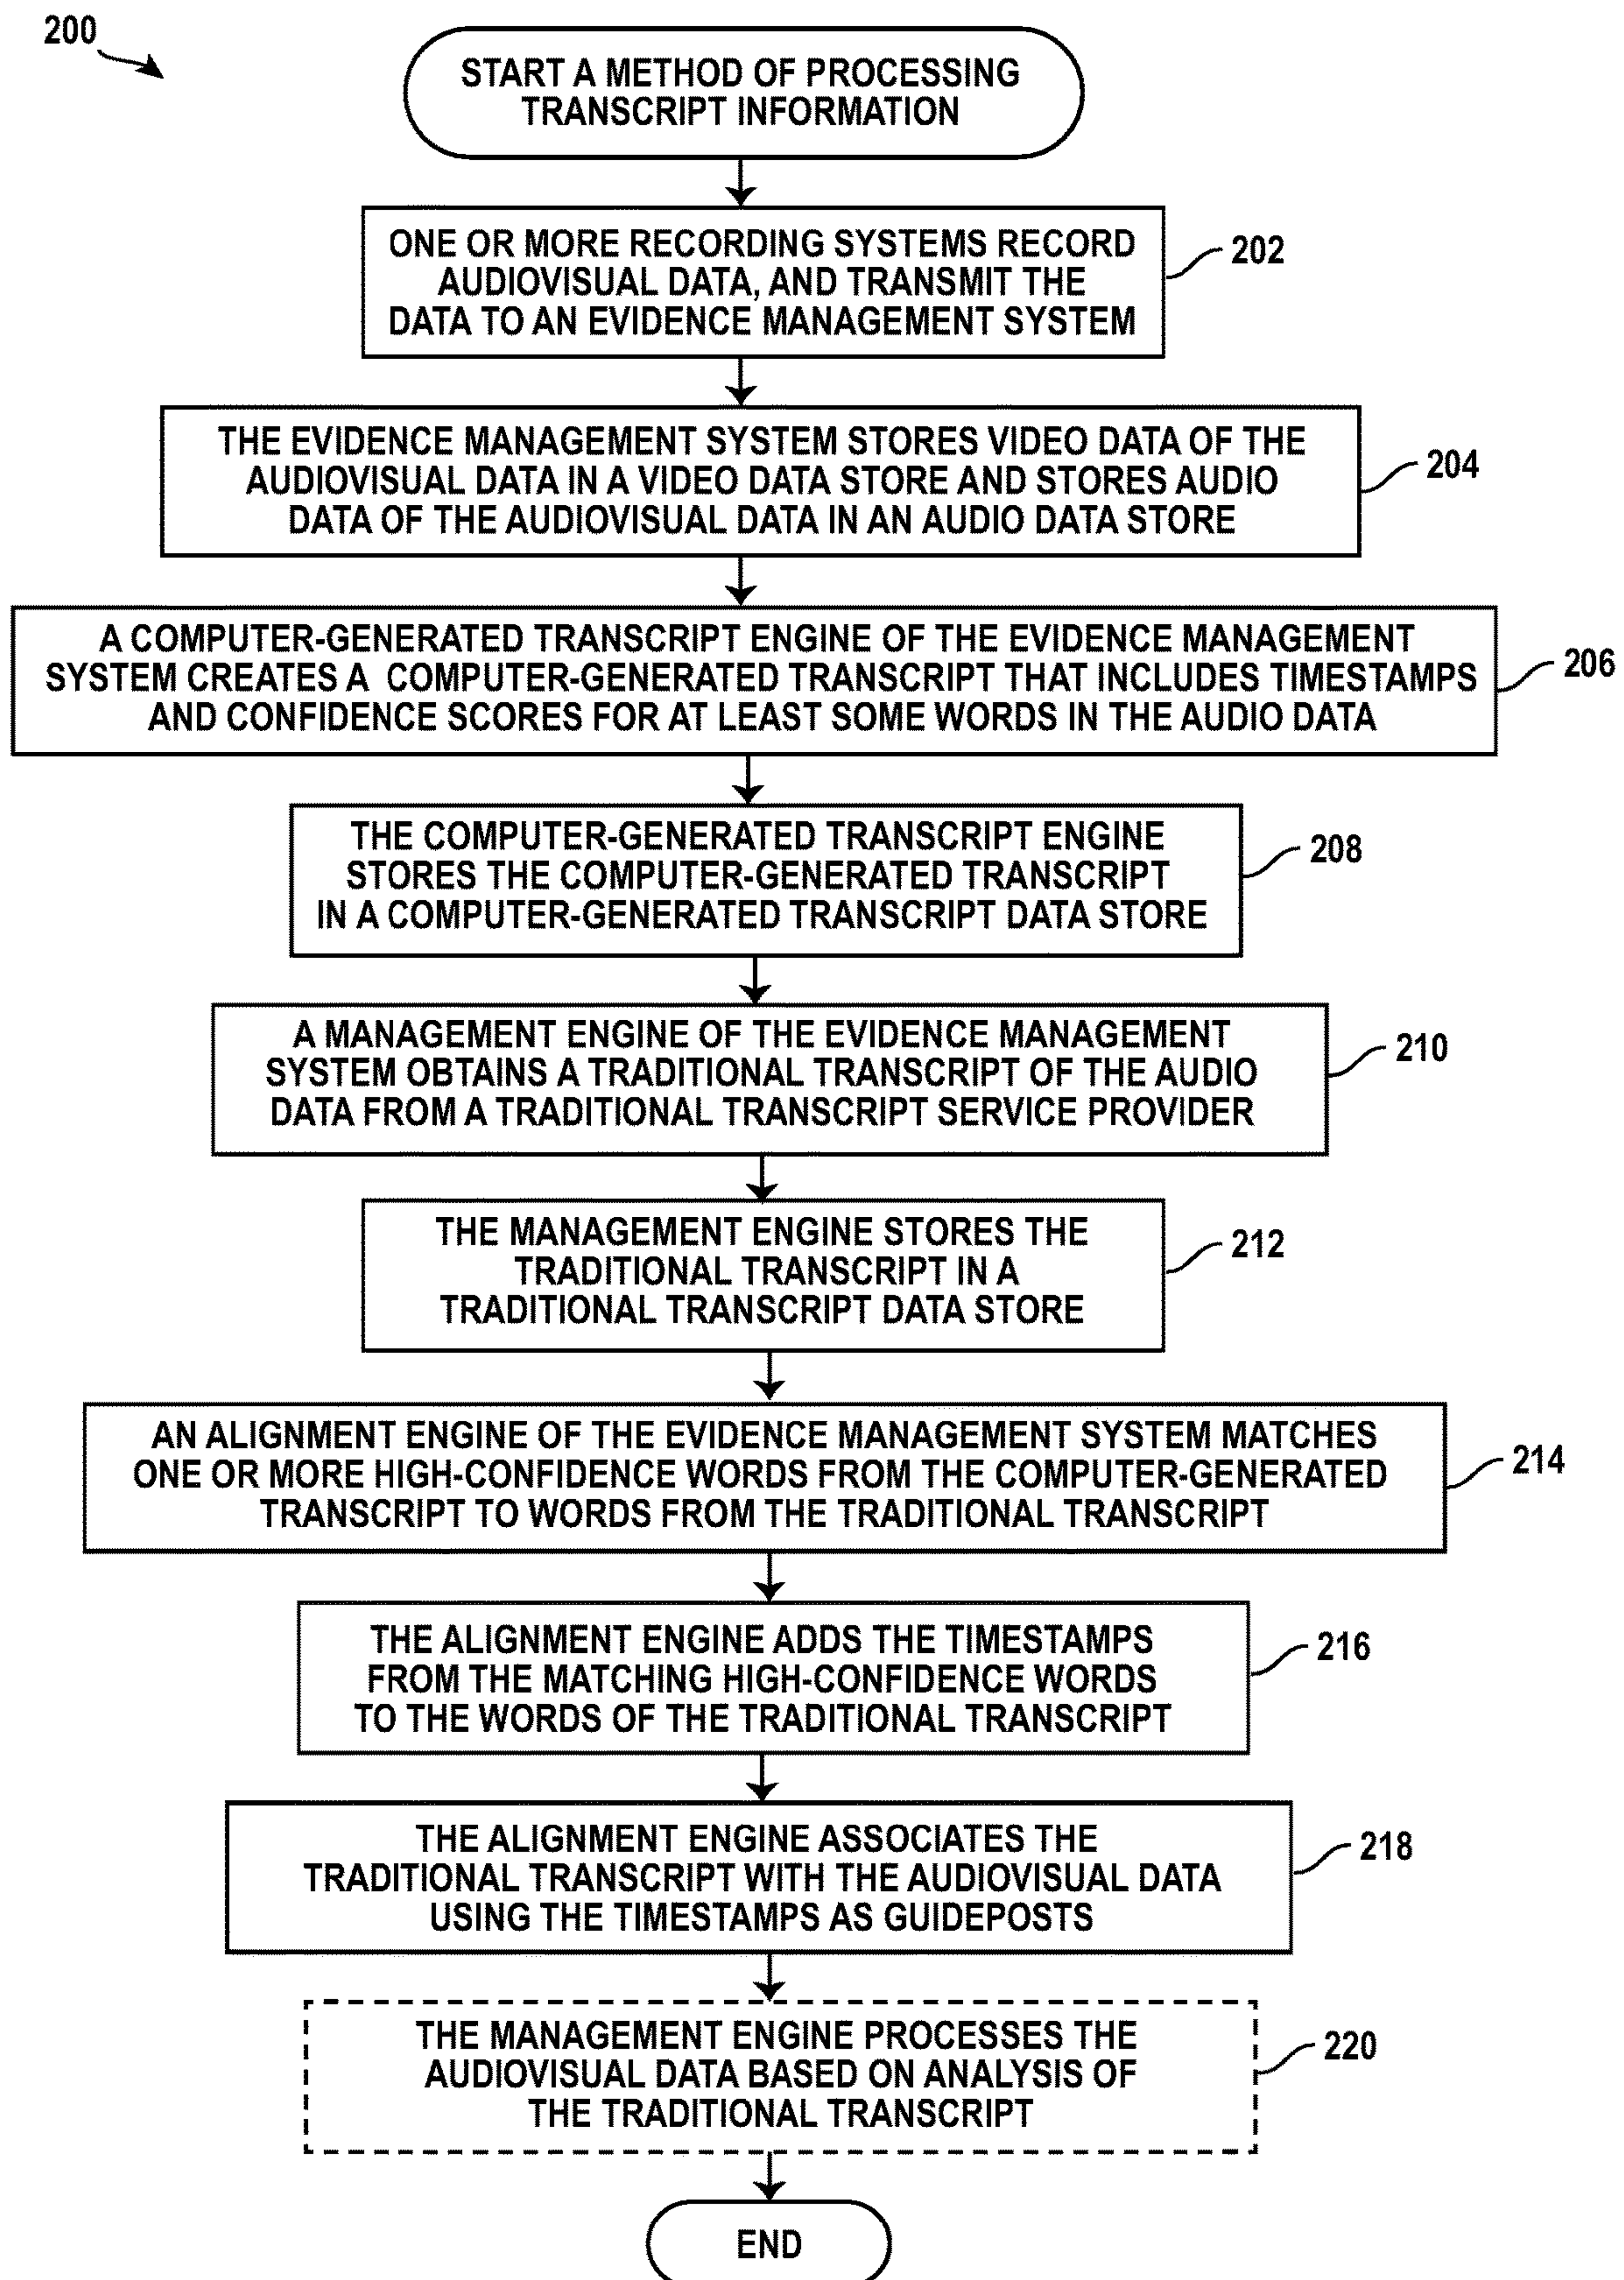 200
START A METHOD OF PROCESSING
TRANSCRIPT INFORMATION
ONE OR MORE RECORDING SYSTEMS RECORD
AUDIOVISUAL DATA, AND TRANSMIT THE
DATA TO AN EVIDENCE MANAGEMENT SYSTEM
202
THE EVIDENCE MANAGEMENT SYSTEM STORES VIDEO DATA OF THE
AUDIOVISUAL DATA IN A VIDEO DATA STORE AND STORES AUDIO
DATA OF THE AUDIOVISUAL DATA IN AN AUDIO DATA STORE
204
A COMPUTER-GENERATED TRANSCRIPT ENGINE OF THE EVIDENCE MANAGEMENT
SYSTEM CREATES A COMPUTER-GENERATED TRANSCRIPT THAT INCLUDES TIMESTAMPS
AND CONFIDENCE SCORES FOR AT LEAST SOME WORDS IN THE AUDIO DATA
206
THE COMPUTER-GENERATED TRANSCRIPT ENGINE
STORES THE COMPUTER-GENERATED TRANSCRIPT
IN A COMPUTER-GENERATED TRANSCRIPT DATA STORE
208
A MANAGEMENT ENGINE OF THE EVIDENCE MANAGEMENT
SYSTEM OBTAINS A TRADITIONAL TRANSCRIPT OF THE AUDIO
DATA FROM A TRADITIONAL TRANSCRIPT SERVICE PROVIDER
210
THE MANAGEMENT ENGINE STORES THE
TRADITIONAL TRANSCRIPT IN A
TRADITIONAL TRANSCRIPT DATA STORE
212
AN ALIGNMENT ENGINE OF THE EVIDENCE MANAGEMENT SYSTEM MATCHES
ONE OR MORE HIGH-CONFIDENCE WORDS FROM THE COMPUTER-GENERATED
TRANSCRIPT TO WORDS FROM THE TRADITIONAL TRANSCRIPT
214
THE ALIGNMENT ENGINE ADDS THE TIMESTAMPS
FROM THE MATCHING HIGH-CONFIDENCE WORDS
TO THE WORDS OF THE TRADITIONAL TRANSCRIPT
216
THE ALIGNMENT ENGINE ASSOCIATES THE
TRADITIONAL TRANSCRIPT WITH THE AUDIOVISUAL DATA
USING THE TIMESTAMPS AS GUIDEPOSTS
218
THE MANAGEMENT ENGINE PROCESSES THE
AUDIOVISUAL DATA BASED ON ANALYSIS OF
THE TRADITIONAL TRANSCRIPT
220
END